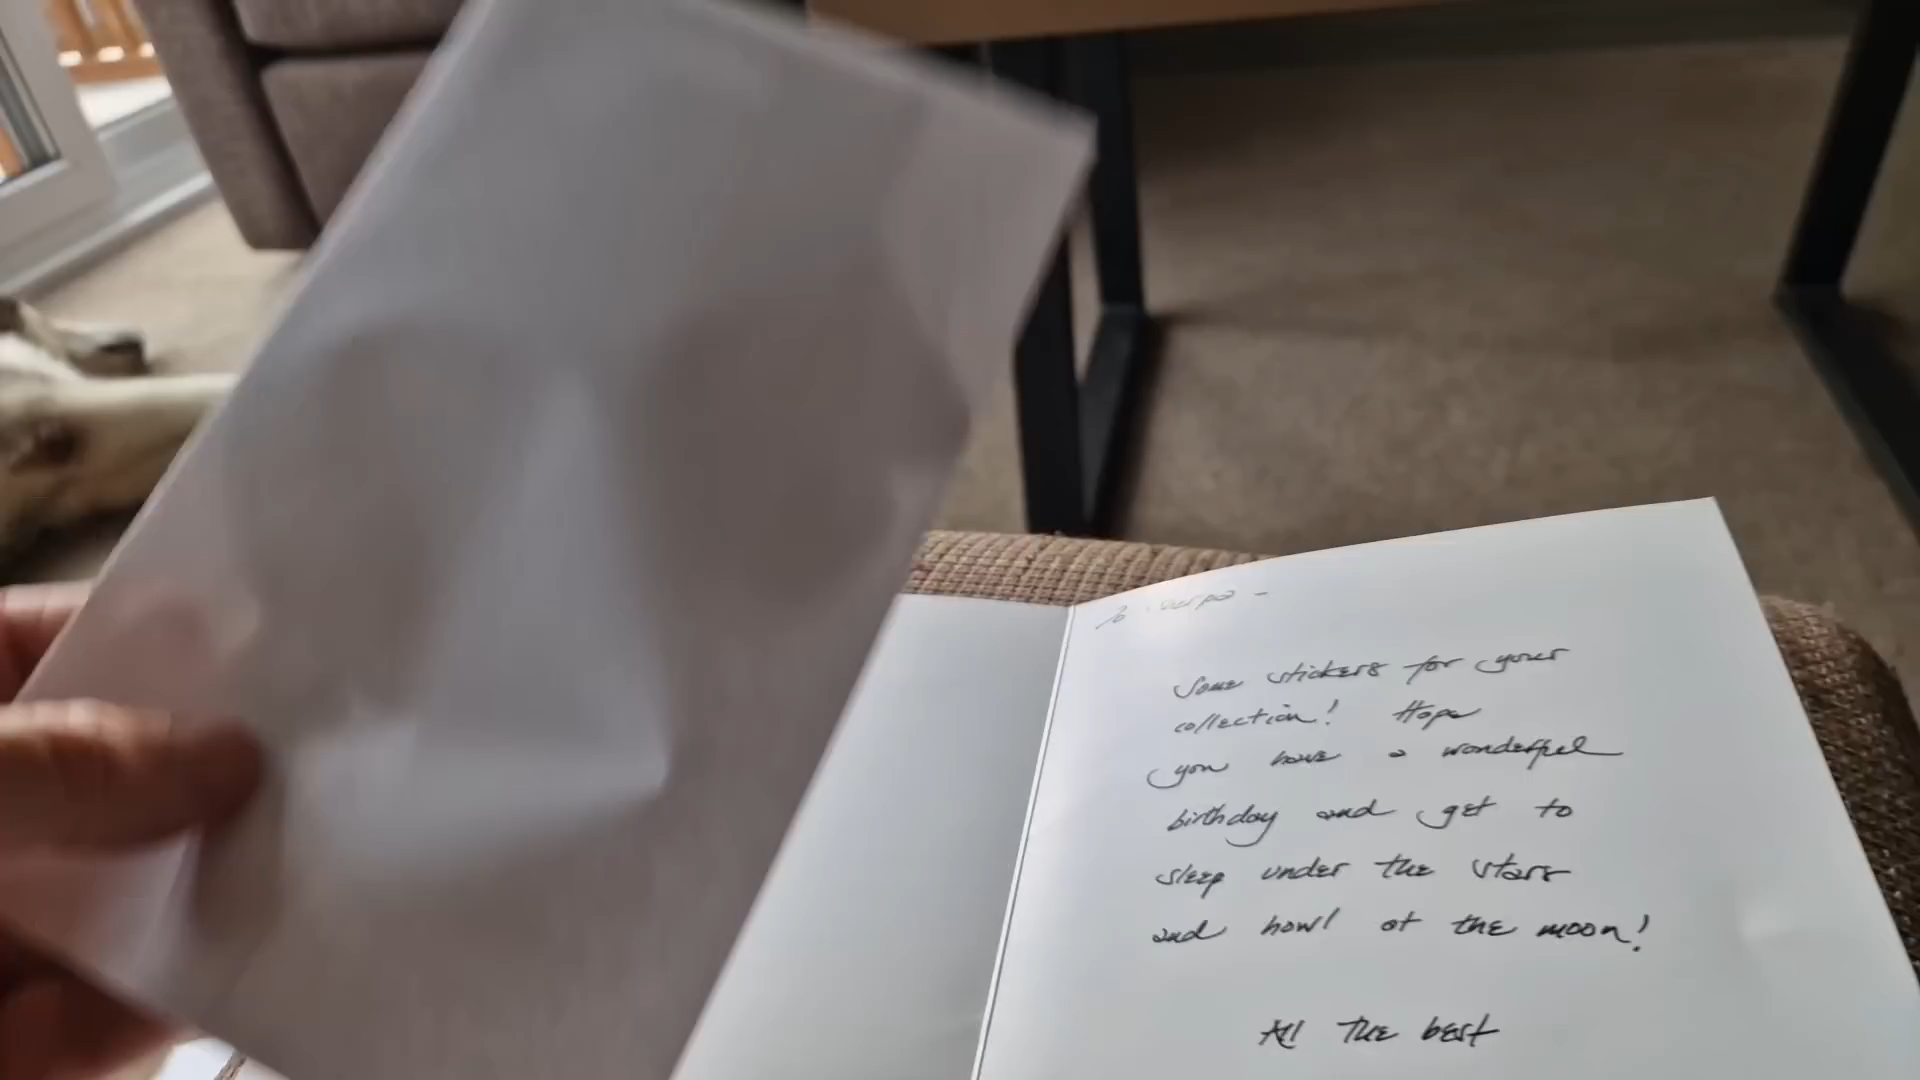 To
Some stickers for your
collection! Hope
you have a wonderful
birthday and get to
sleep under the stars
and howl at the moon!
All the best